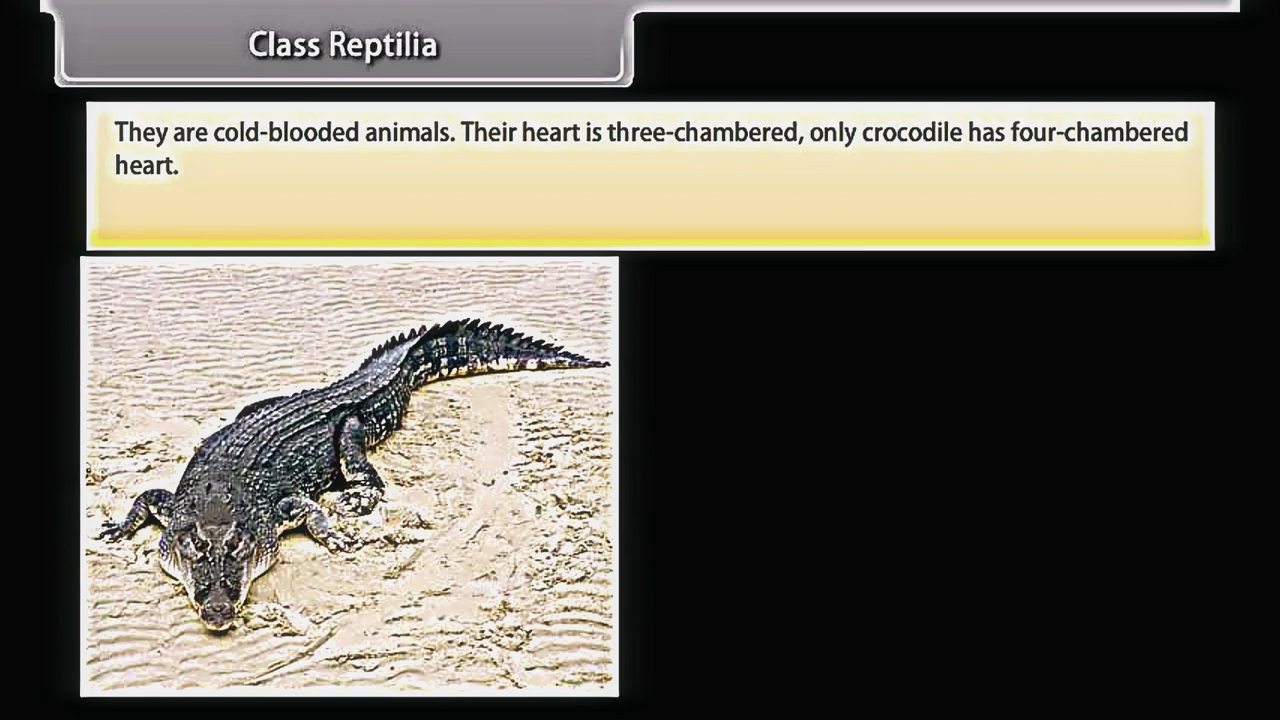 Class Reptilia
They are cold-blooded animals. Their heart is three-chambered, only crocodile has four-chambered
heart.